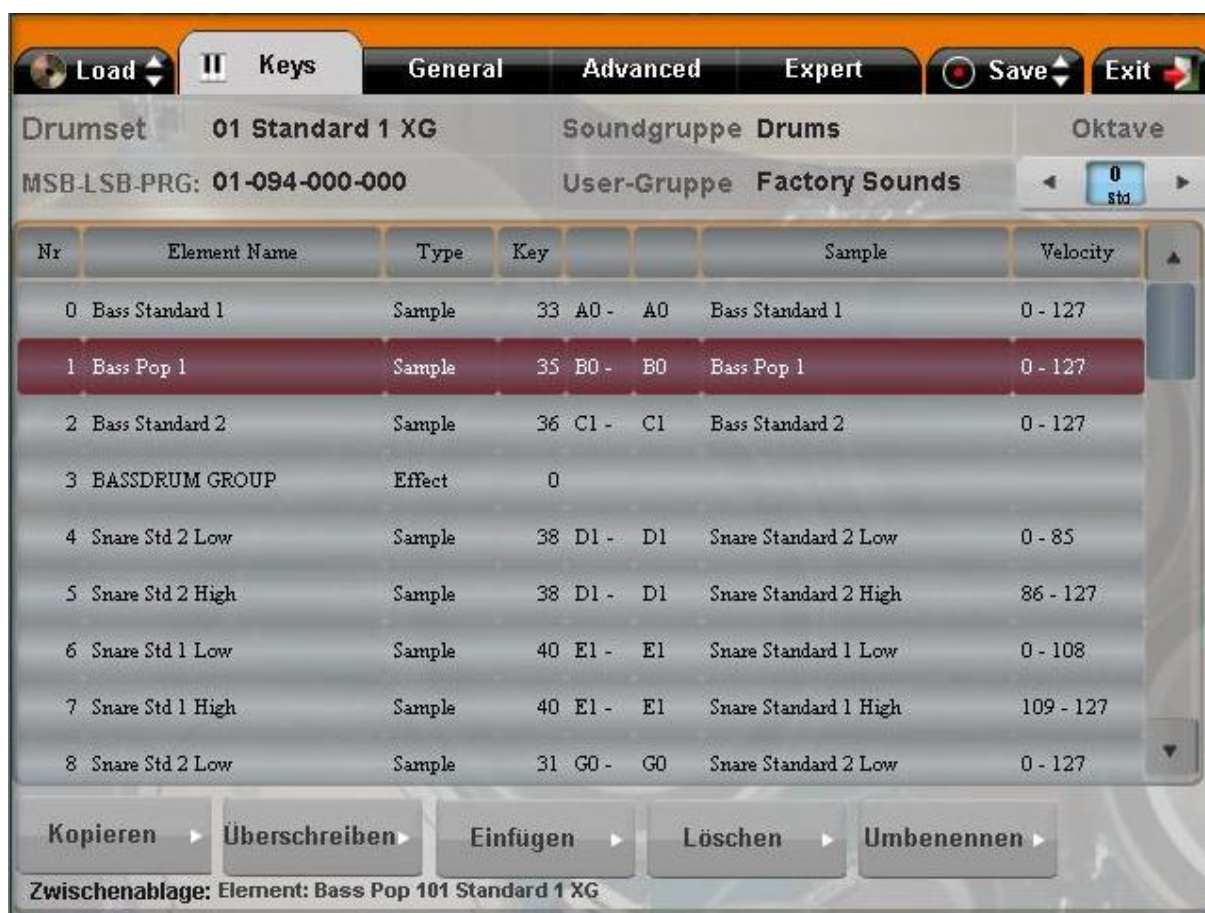 Load Keys General Advanced Expert Save Exit
Drumset 01 Standard 1 XG Soundgruppe Drums Oktave
MSB-LSB-PRG: 01-094-000-000 User-Gruppe Factory Sounds 0
std
Nr Element Name Type Key Sample Velocity
0 Bass Standard 1 Sample 33 A0 - A0 Bass Standard 1 0 - 127
1 Bass Pop 1 Sample 35 B0 - B0 Bass Pop 1 0 - 127
2 Bass Standard 2 Sample 36 C1 - C1 Bass Standard 2 0 - 127
3 BASSDRUM GROUP Effect 0
4 Snare Std 2 Low Sample 38 D1 - D1 Snare Standard 2 Low 0 - 85
5 Snare Std 2 High Sample 38 D1 - D1 Snare Standard 2 High 86 - 127
6 Snare Std 1 Low Sample 40 E1 - E1 Snare Standard 1 Low 0 - 108
7 Snare Std 1 High Sample 40 E1 - E1 Snare Standard 1 High 109 - 127
8 Snare Std 2 Low Sample 31 G0 - G0 Snare Standard 2 Low 0 - 127
Kopieren Überschreiben Einfügen Löschen Umbenennen
Zwischenablage: Element: Bass Pop 101 Standard 1 XG